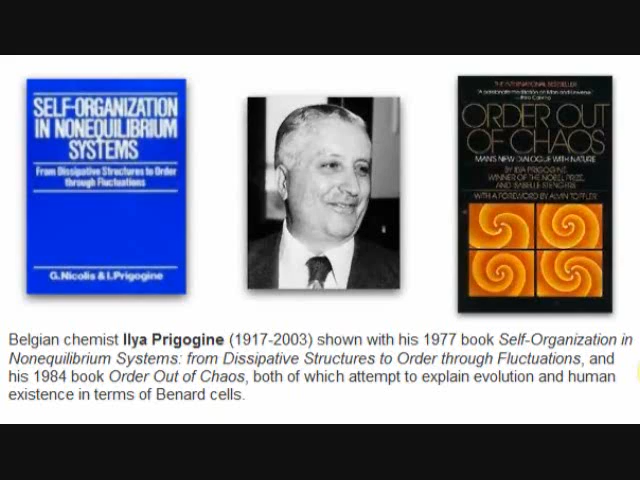 SELF-ORGANIZATION
IN NONEQUILIBRIUM
SYSTEMS
From Dissipative Structures to Order
through Fluctuations
G. Nicolis & I. Prigogine
THE INTERNATIONAL BESTSELLER
ORDER OUT
OF CHAOS
MAN'S NEW DIALOGUE WITH NATURE
BY ILYA PRIGOGINE
WINNER OF THE NOBEL PRIZE
AND ISABELLE STENGERS
WITH A FOREWORD BY ALVIN TOFFLER
Belgian chemist Ilya Prigogine (1917-2003) shown with his 1977 book Self-Organization in
Nonequilibrium Systems: from Dissipative Structures to Order through Fluctuations, and
his 1984 book Order Out of Chaos, both of which attempt to explain evolution and human
existence in terms of Benard cells.